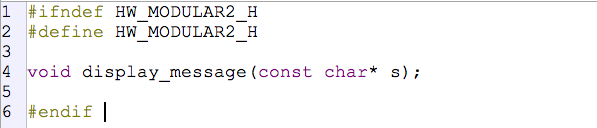 1 #ifndef HW_MODULAR2_H
2 #define HW_MODULAR2_H
3
4 void display_message(const char* s);
5
6 #endif